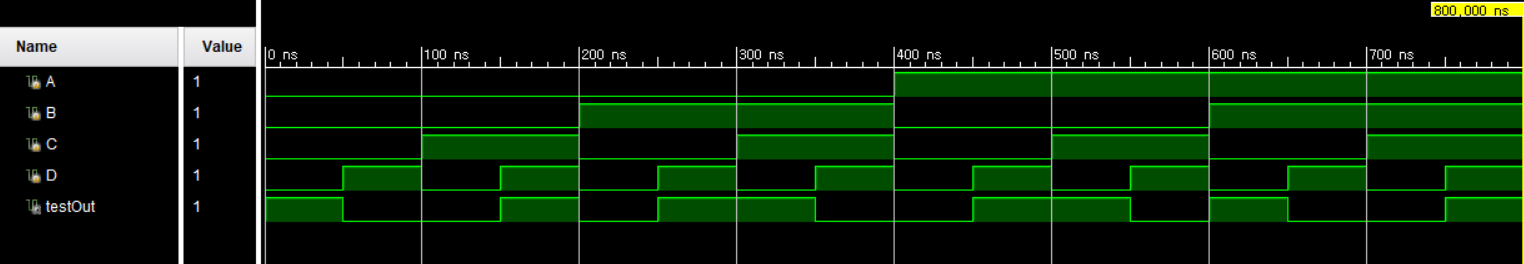 800,000 ns
Name Value
0 ns 100 ns 200 ns 300 ns 400 ns 500 ns 600 ns 700 ns
A 1
B 1
C 1
D 1
testOut 1